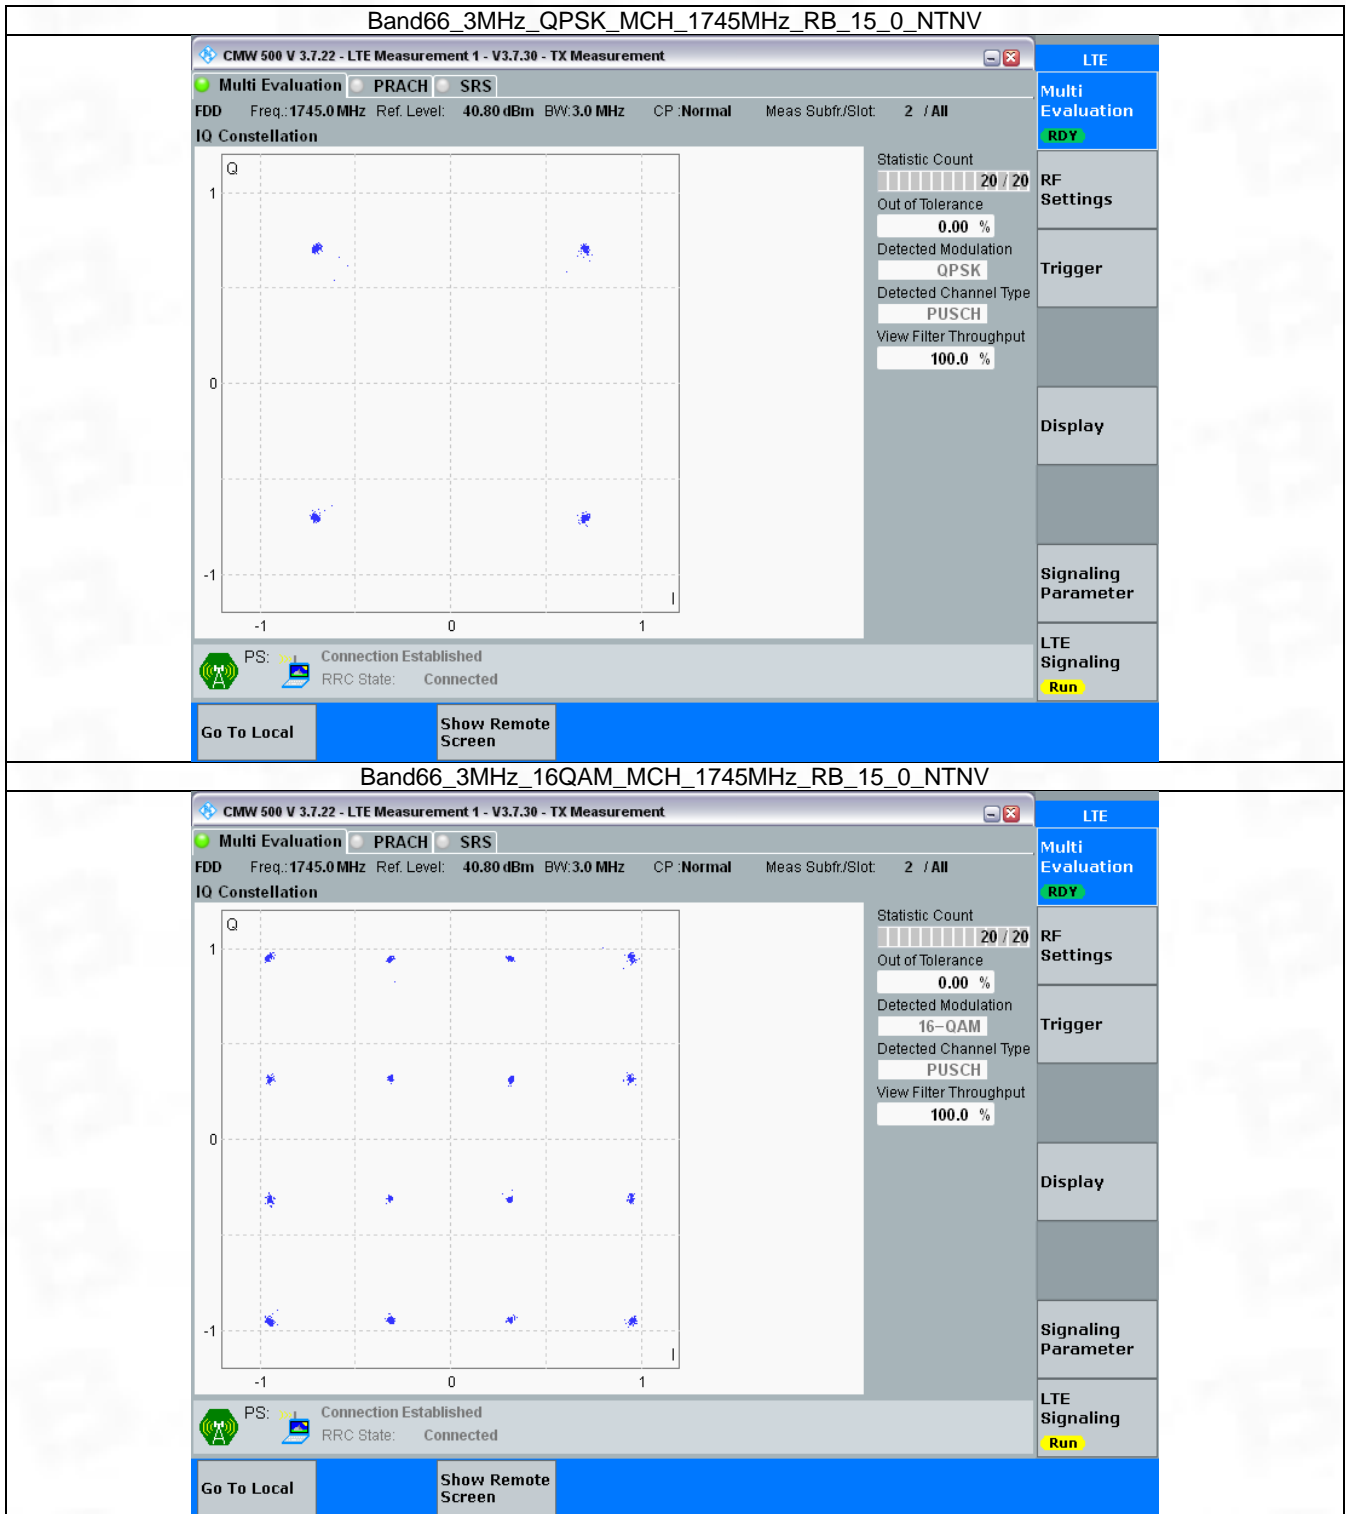 Band66_3MHz_QPSK_MCH_1745MHz_RB_15_0_NTNV
CMW 500 V 3.7.22 - LTE Measurement 1 - V3.7.30 - TX Measurement
LTE
Multi Evaluation PRACH SRS
Multi
Evaluation
RDY
FDD Freq.:1745.0 MHz Ref. Level: 40.80 dBm BW:3.0 MHz CP :Normal Meas Subfr./Slot: 2 / All
IQ Constellation
Q
1
0
-1
I
-1 0 1
Statistic Count
20 / 20
Out of Tolerance
0.00 %
Detected Modulation
QPSK
Detected Channel Type
PUSCH
View Filter Throughput
100.0 %
RF
Settings
Trigger
Display
Signaling
Parameter
LTE
Signaling
Run
PS: Connection Established
RRC State: Connected
Go To Local
Show Remote
Screen
Band66_3MHz_16QAM_MCH_1745MHz_RB_15_0_NTNV
CMW 500 V 3.7.22 - LTE Measurement 1 - V3.7.30 - TX Measurement
LTE
Multi Evaluation PRACH SRS
Multi
Evaluation
RDY
FDD Freq.:1745.0 MHz Ref. Level: 40.80 dBm BW:3.0 MHz CP :Normal Meas Subfr./Slot: 2 / All
IQ Constellation
Q
1
0
-1
I
-1 0 1
Statistic Count
20 / 20
Out of Tolerance
0.00 %
Detected Modulation
16-QAM
Detected Channel Type
PUSCH
View Filter Throughput
100.0 %
RF
Settings
Trigger
Display
Signaling
Parameter
LTE
Signaling
Run
PS: Connection Established
RRC State: Connected
Go To Local
Show Remote
Screen